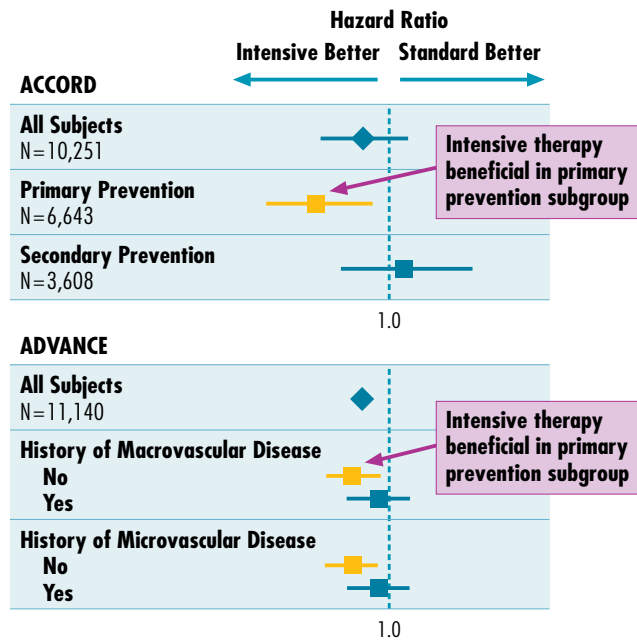 Hazard Ratio
Intensive Better Standard Better
ACCORD
All Subjects
N=10,251
Intensive therapy
beneficial in primary
prevention subgroup
Primary Prevention
N=6,643
Secondary Prevention
N=3,608
1.0
ADVANCE
All Subjects
N=11,140
Intensive therapy
beneficial in primary
prevention subgroup
History of Macrovascular Disease
No
Yes
History of Microvascular Disease
No
Yes
1.0